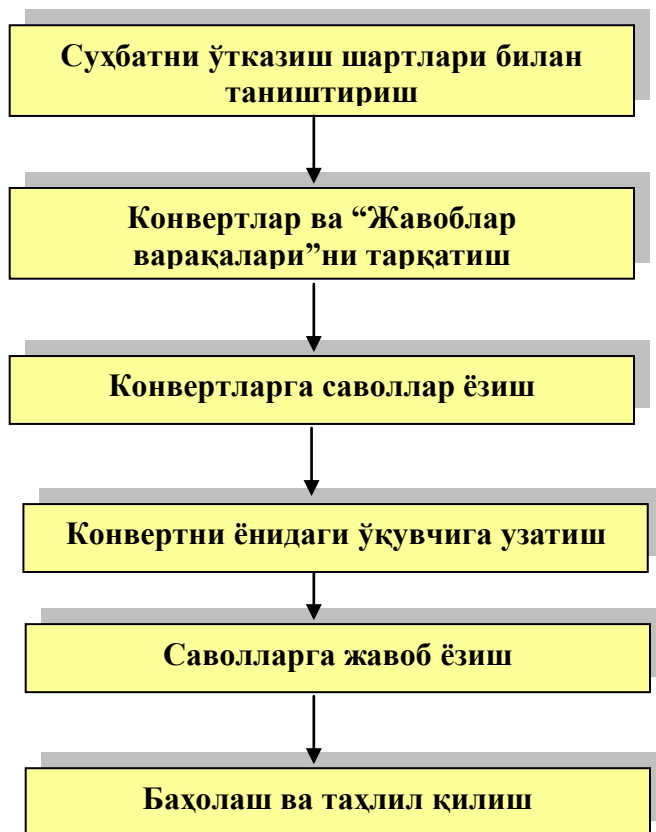 Суҳбатни ўтказиш шартлари билан
таништириш
Конвертлар ва “Жавоблар
варақалари”ни тарқатиш
Конвертларга саволлар ёзиш
Конвертни ёнидаги ўқувчига узатиш
Саволларга жавоб ёзиш
Баҳолаш ва таҳлил қилиш